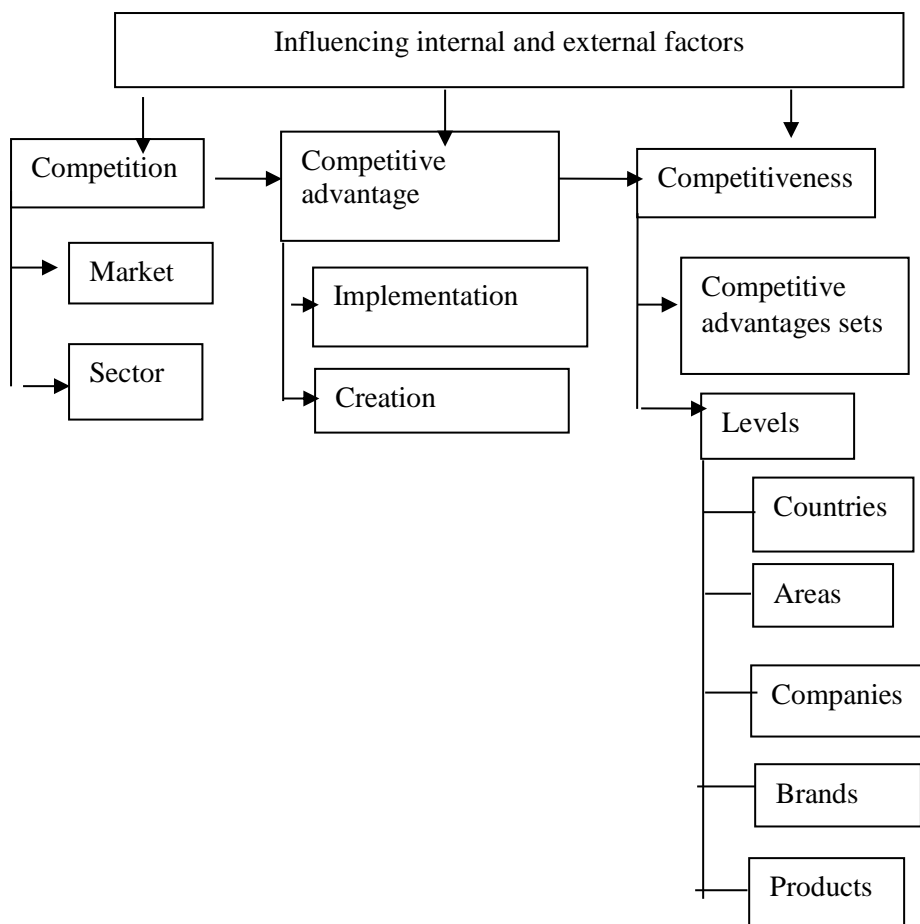 Influencing internal and external factors
Competition
Competitive
advantage
Competitiveness
Market
Implementation
Competitive
advantages sets
Sector
Creation
Levels
Countries
Areas
Companies
Brands
Products